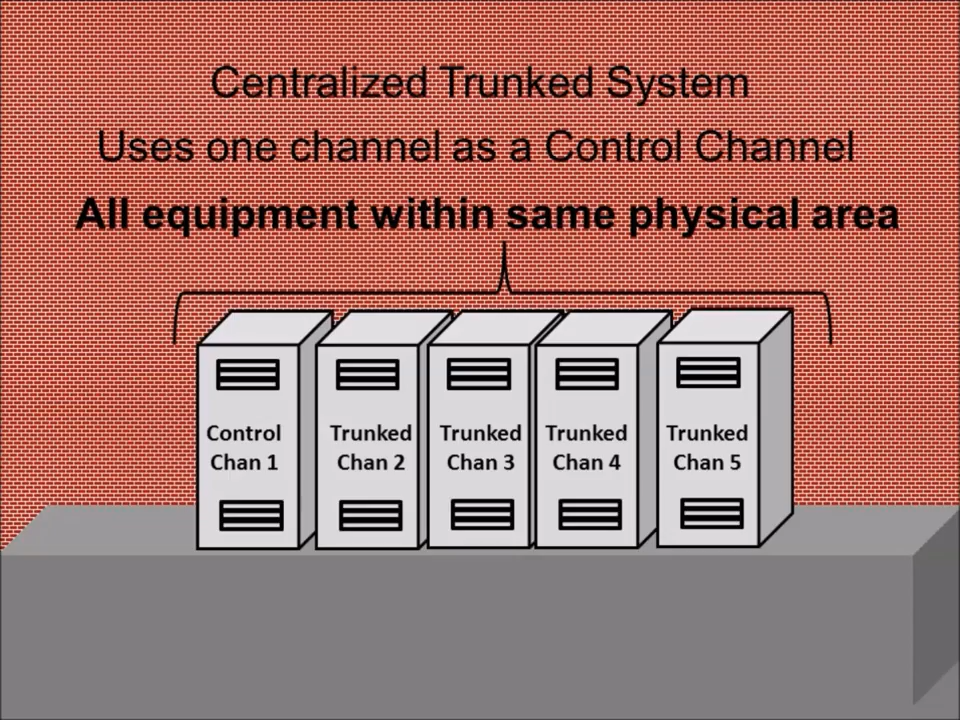 Centralized Trunked System
Uses one channel as a Control Channel
All equipment within same physical area
Control
Chan 1
Trunked
Chan 2
Trunked
Chan 3
Trunked
Chan 4
Trunked
Chan 5